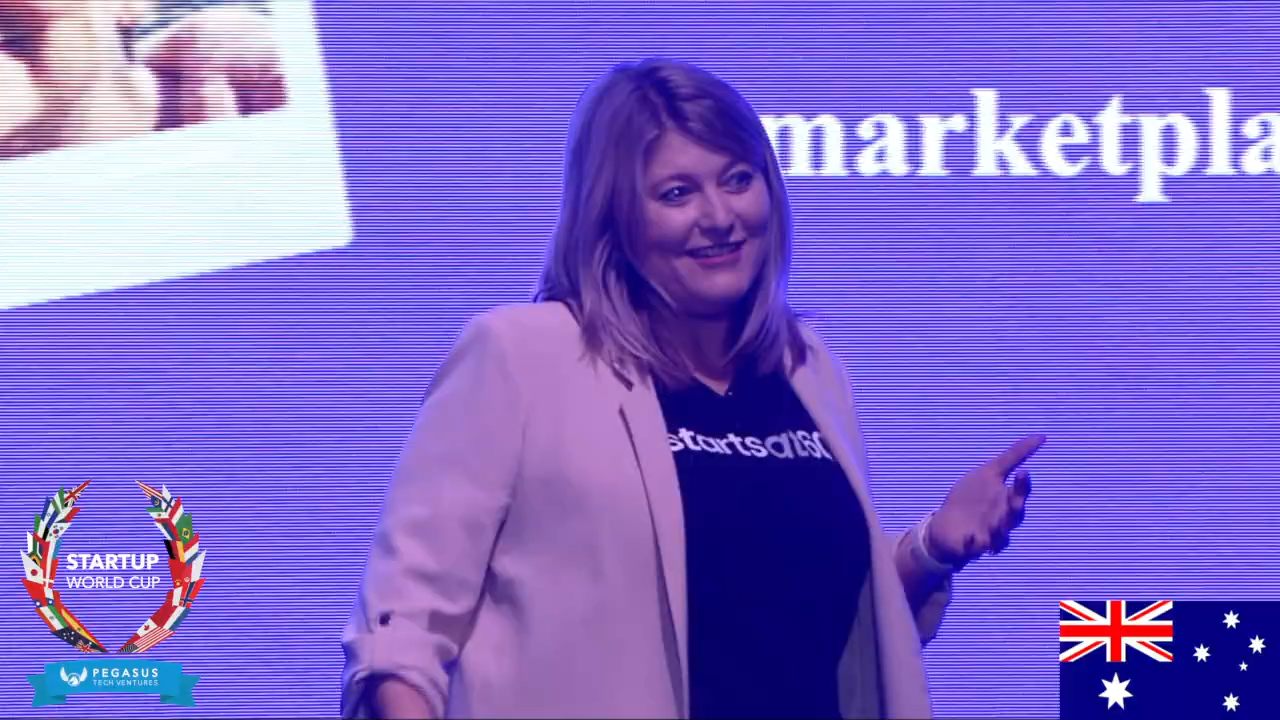 marketpla
startsat60
STARTUP
WORLD CUP
PEGASUS
TECH VENTURES